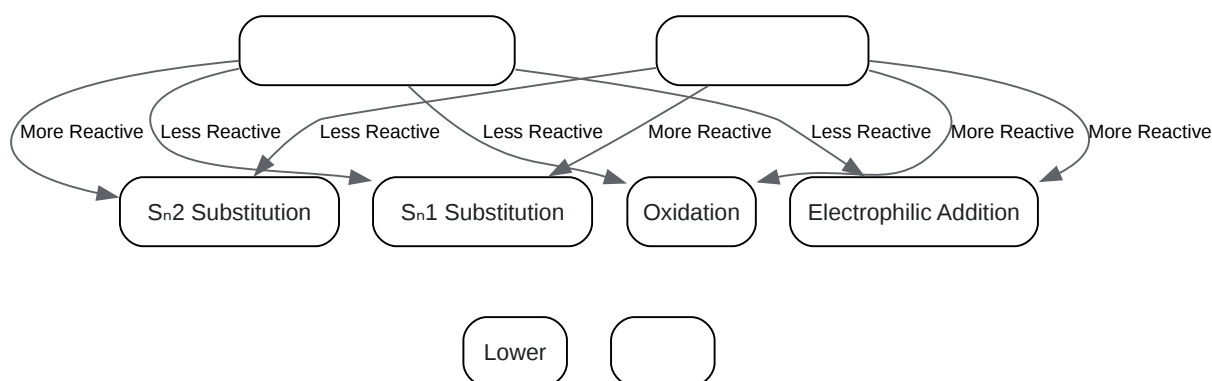 More Reactive
Less Reactive
Less Reactive
Less Reactive
More Reactive
Less Reactive
More Reactive
More Reactive
Sₙ2 Substitution
Sₙ1 Substitution
Oxidation
Electrophilic Addition
Lower